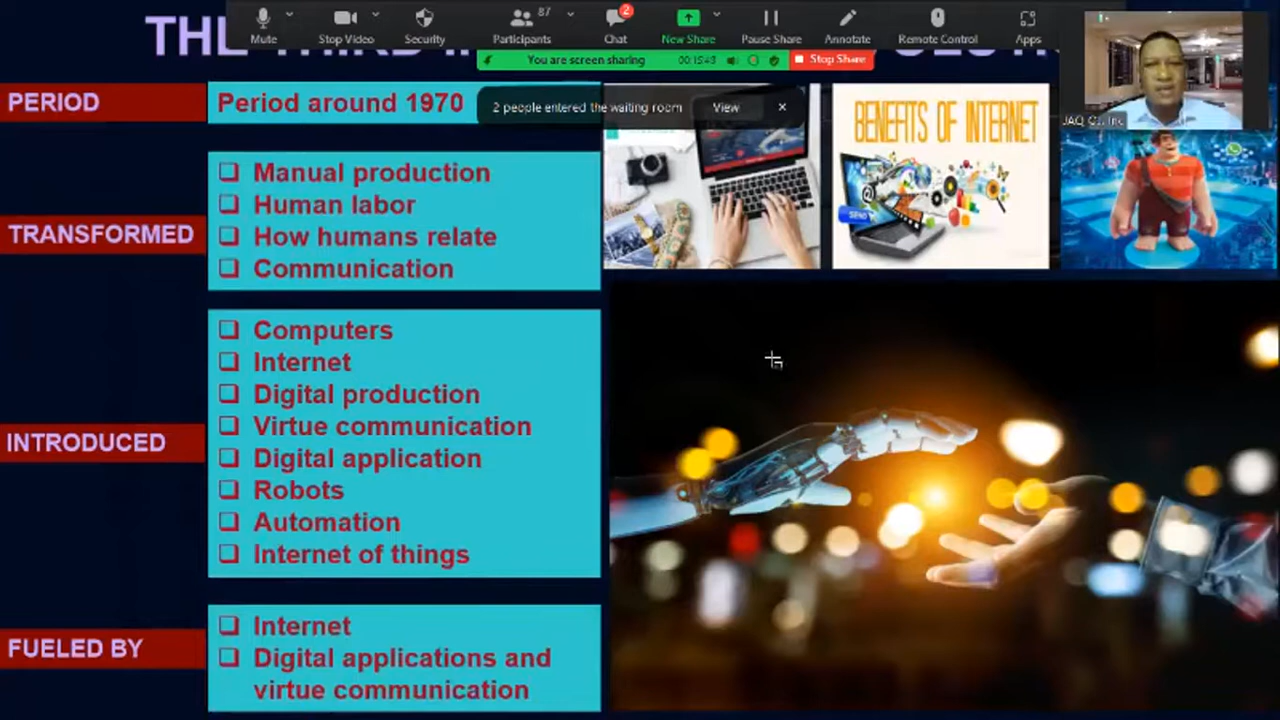 Mute
Stop Video
Security
87
Participants
2
Chat
New Share
Pause Share
Annotate
Remote Control
Apps
You are screen sharing
Stop Share
2 people entered the waiting room
View
PERIOD
Period around 1970
BENEFITS OF INTERNET
SEND
TRANSFORMED
Manual production
Human labor
How humans relate
Communication
INTRODUCED
Computers
Internet
Digital production
Virtue communication
Digital application
Robots
Automation
Internet of things
FUELED BY
Internet
Digital applications and
virtue communication